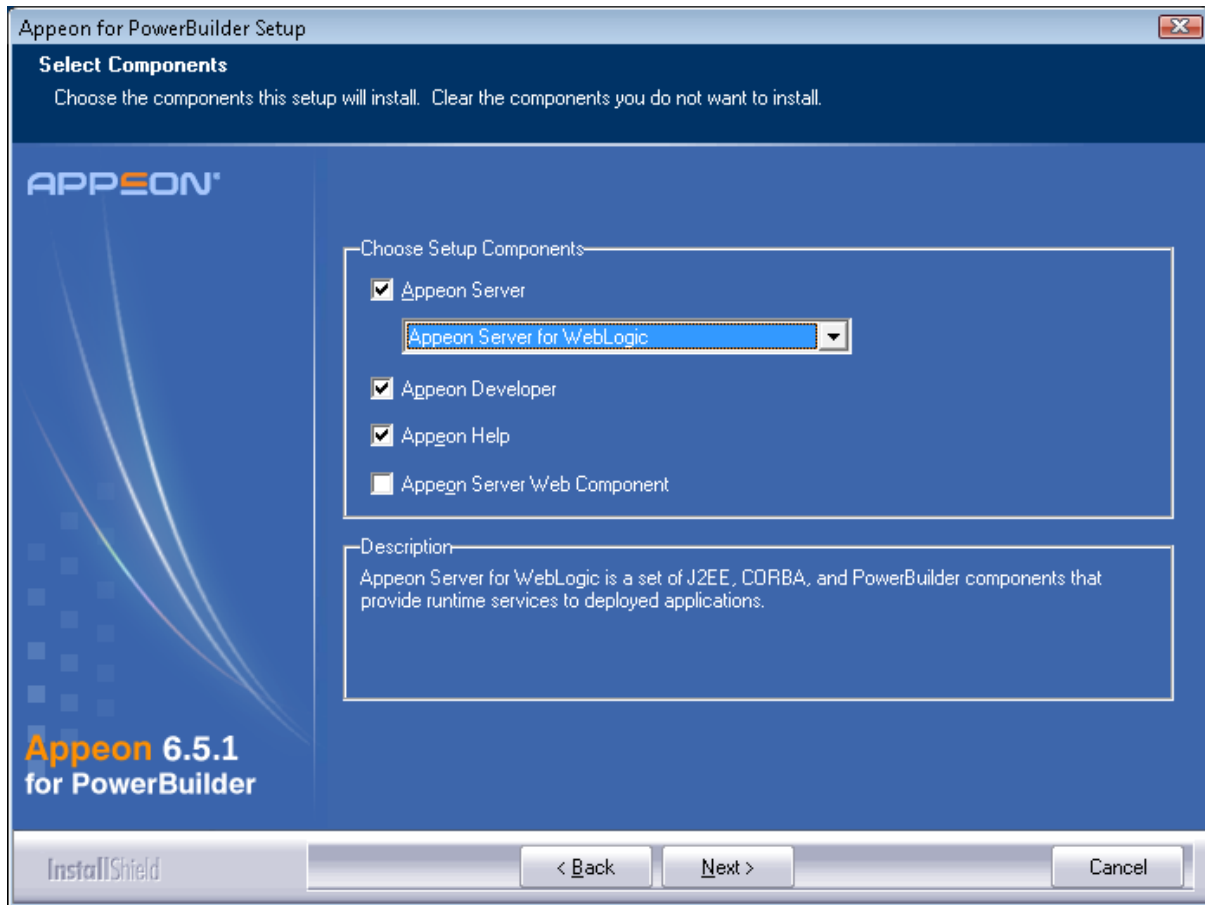 Appeon for PowerBuilder Setup
Select Components
Choose the components this setup will install. Clear the components you do not want to install.
APPEON®
Choose Setup Components
Appeon Server
Appeon Server for WebLogic
Appeon Developer
Appeon Help
Appeon Server Web Component
Description
Appeon Server for WebLogic is a set of J2EE, CORBA, and PowerBuilder components that
provide runtime services to deployed applications.
Appeon 6.5.1
for PowerBuilder
InstallShield
< Back
Next >
Cancel